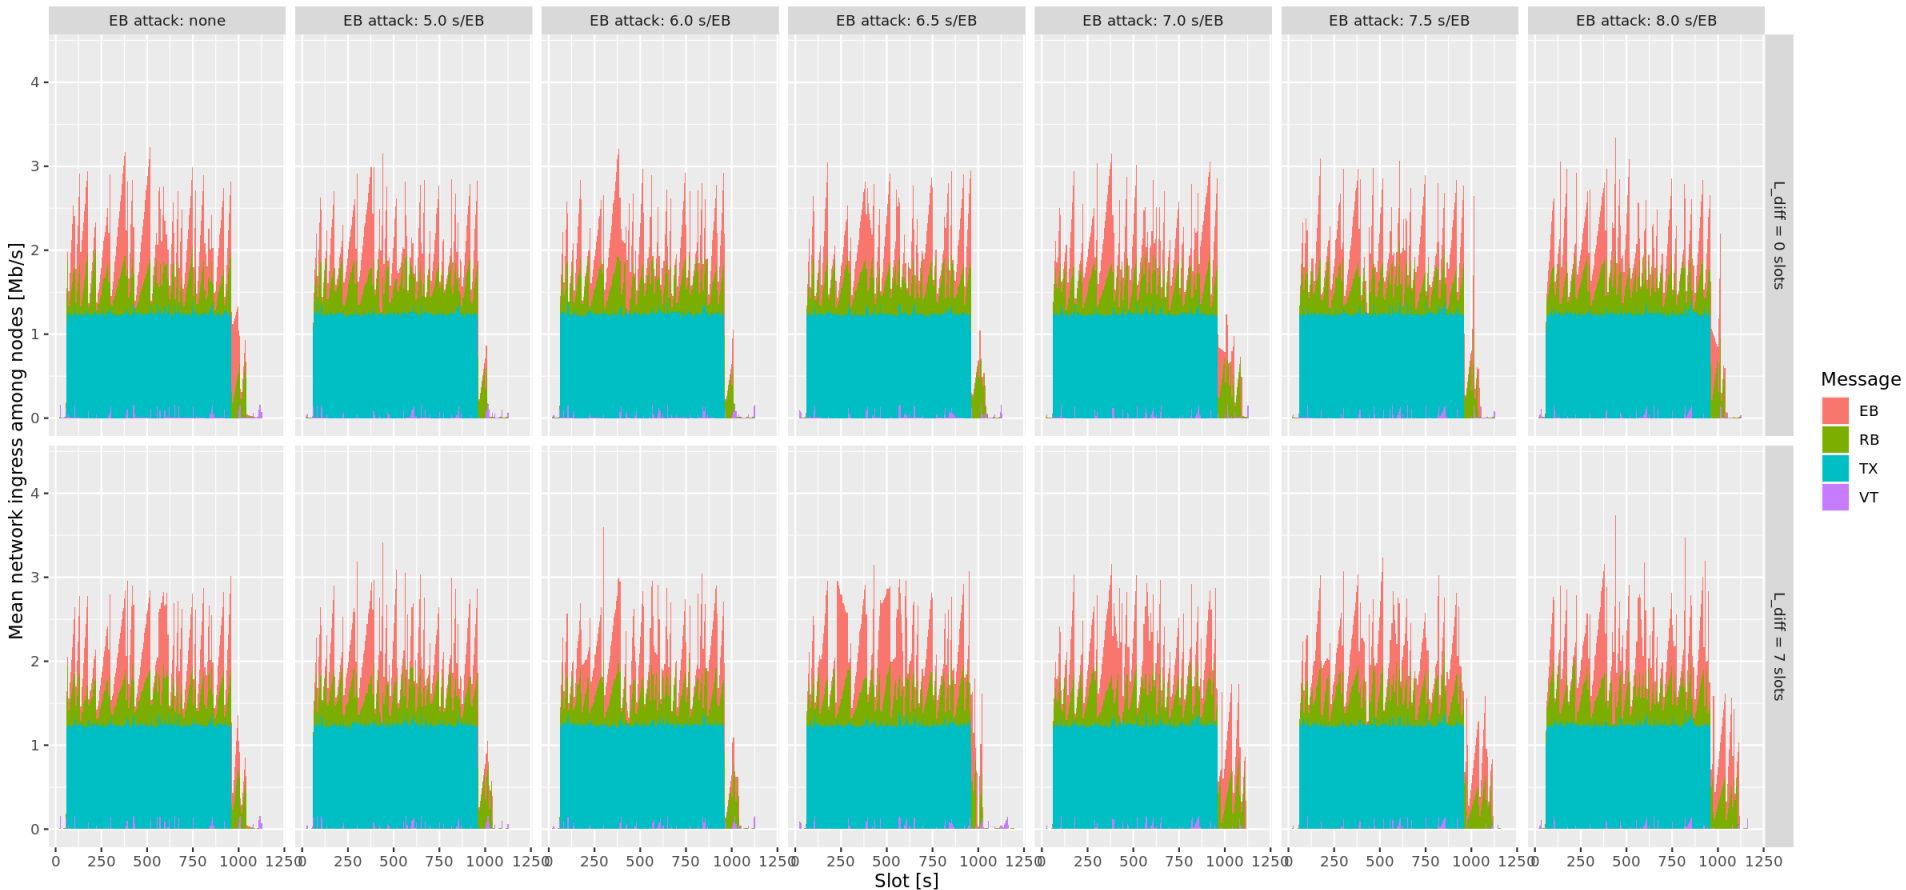 EB attack: none
EB attack: 5.0 s/EB
EB attack: 6.0 s/EB
EB attack: 6.5 s/EB
EB attack: 7.0 s/EB
EB attack: 7.5 s/EB
EB attack: 8.0 s/EB
Mean network ingress among nodes [Mb/s]
4
3
2
1
0
L_diff = 0 slots
4
3
2
1
0
L_diff = 7 slots
0 250 500 750 1000 1250
0 250 500 750 1000 1250
0 250 500 750 1000 1250
0 250 500 750 1000 1250
0 250 500 750 1000 1250
0 250 500 750 1000 1250
0 250 500 750 1000 1250
Slot [s]
Message
EB
RB
TX
VT